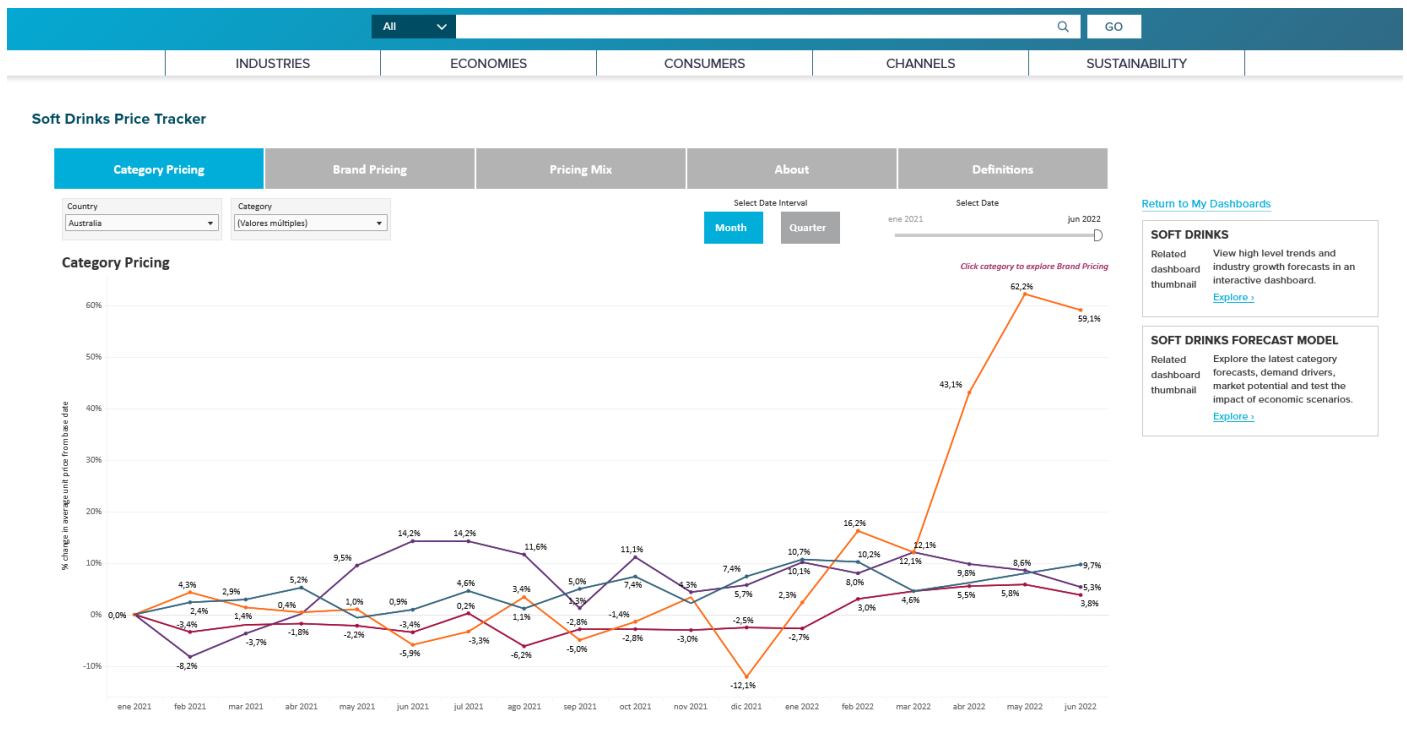 All
GO
INDUSTRIES
ECONOMIES
CONSUMERS
CHANNELS
SUSTAINABILITY
Soft Drinks Price Tracker
Category Pricing
Brand Pricing
Pricing Mix
About
Definitions
Country
Australia
Category
(Valores múltiples)
Select Date Interval
Month
Quarter
Select Date
ene 2021
jun 2022
Return to My Dashboards
SOFT DRINKS
Related
dashboard
thumbnail
View high level trends and
industry growth forecasts in an
interactive dashboard.
Explore ›
SOFT DRINKS FORECAST MODEL
Related
dashboard
thumbnail
Explore the latest category
forecasts, demand drivers,
market potential and test the
impact of economic scenarios.
Explore ›
Category Pricing
Click category to explore Brand Pricing
% change in average unit price from base date
60%
50%
40%
30%
20%
10%
0%
-10%
0,0%
4,3%
2,4%
-3,4%
-8,2%
2,9%
1,4%
-3,7%
5,2%
0,4%
-1,8%
9,5%
1,0%
-2,2%
14,2%
0,9%
-3,4%
-5,9%
14,2%
4,6%
0,2%
-3,3%
11,6%
3,4%
1,1%
-6,2%
5,0%
1,3%
-2,8%
-5,0%
11,1%
7,4%
-1,4%
-2,8%
4,3%
-3,0%
7,4%
5,7%
-2,5%
-12,1%
10,7%
10,1%
2,3%
-2,7%
16,2%
10,2%
8,0%
3,0%
12,1%
12,1%
4,6%
43,1%
9,8%
5,5%
62,2%
8,6%
5,8%
59,1%
9,7%
5,3%
3,8%
ene 2021
feb 2021
mar 2021
abr 2021
may 2021
jun 2021
jul 2021
ago 2021
sep 2021
oct 2021
nov 2021
dic 2021
ene 2022
feb 2022
mar 2022
abr 2022
may 2022
jun 2022